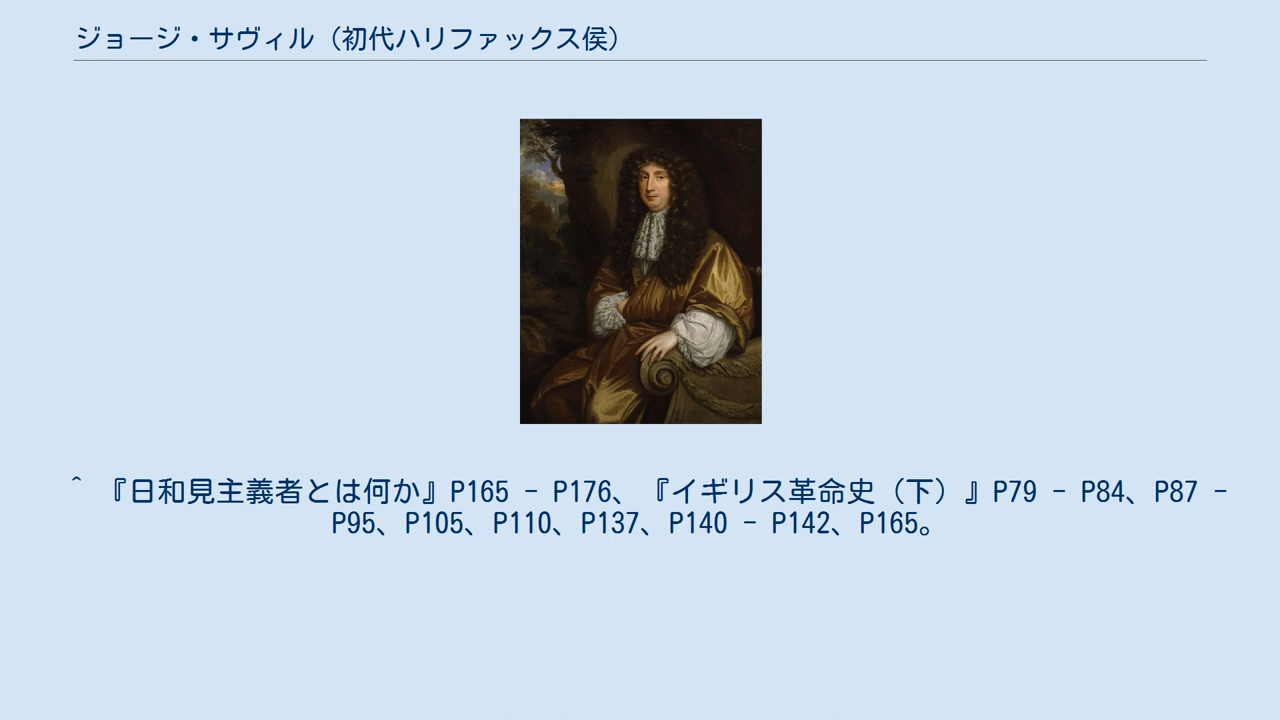 ジョージ・サヴィル（初代ハリファックス侯）
^ 『日和見主義者とは何か』P165 - P176、『イギリス革命史（下）』P79 - P84、P87 -
P95、P105、P110、P137、P140 - P142、P165。